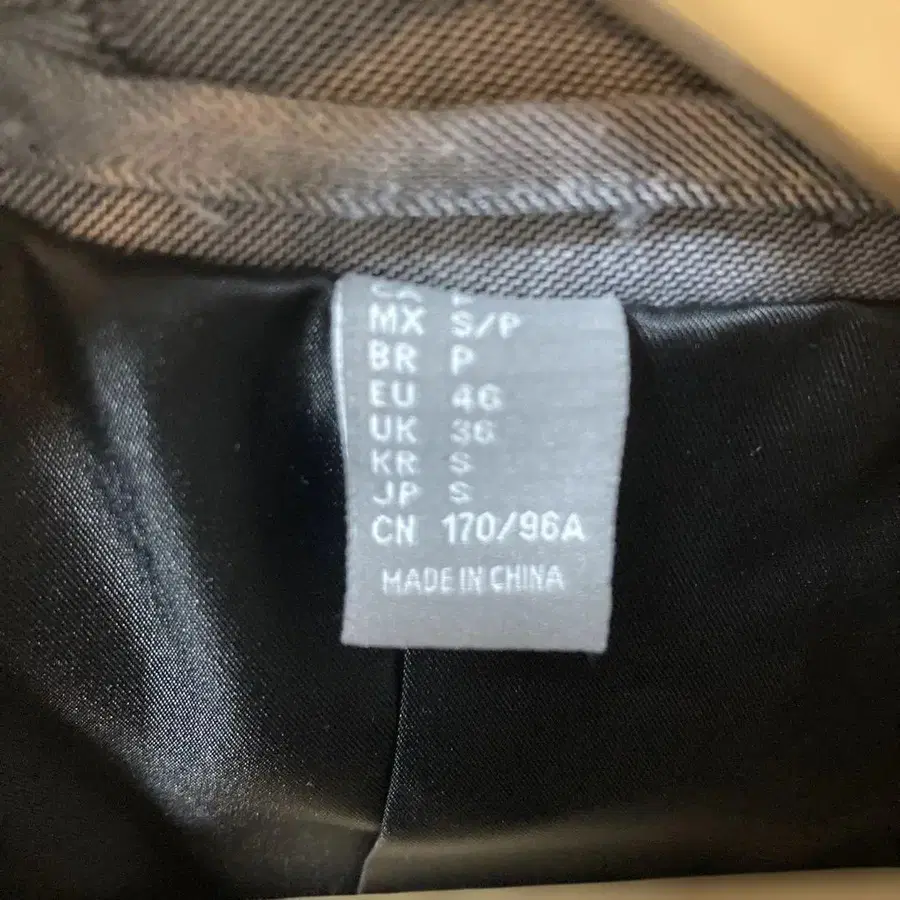 MX S/P
BR P
EU 46
UK 36
KR S
JP S
CN 170/96A
MADE IN CHINA